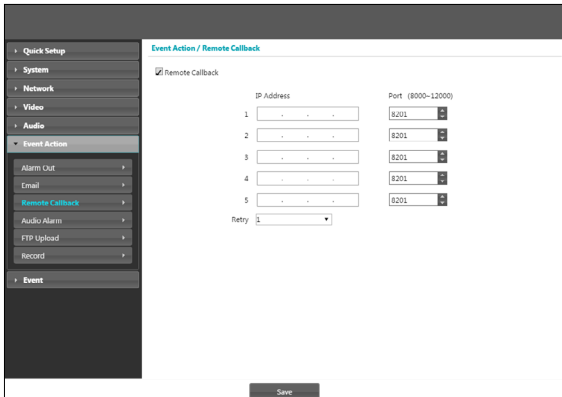 Quick Setup
System
Network
Video
Audio
Event Action
Alarm Out
Email
Remote Callback
Audio Alarm
FTP Upload
Record
Event
Event Action / Remote Callback
Remote Callback
IP Address Port (8000~12000)
1 . . . 8201
2 . . . 8201
3 . . . 8201
4 . . . 8201
5 . . . 8201
Retry 1
Save